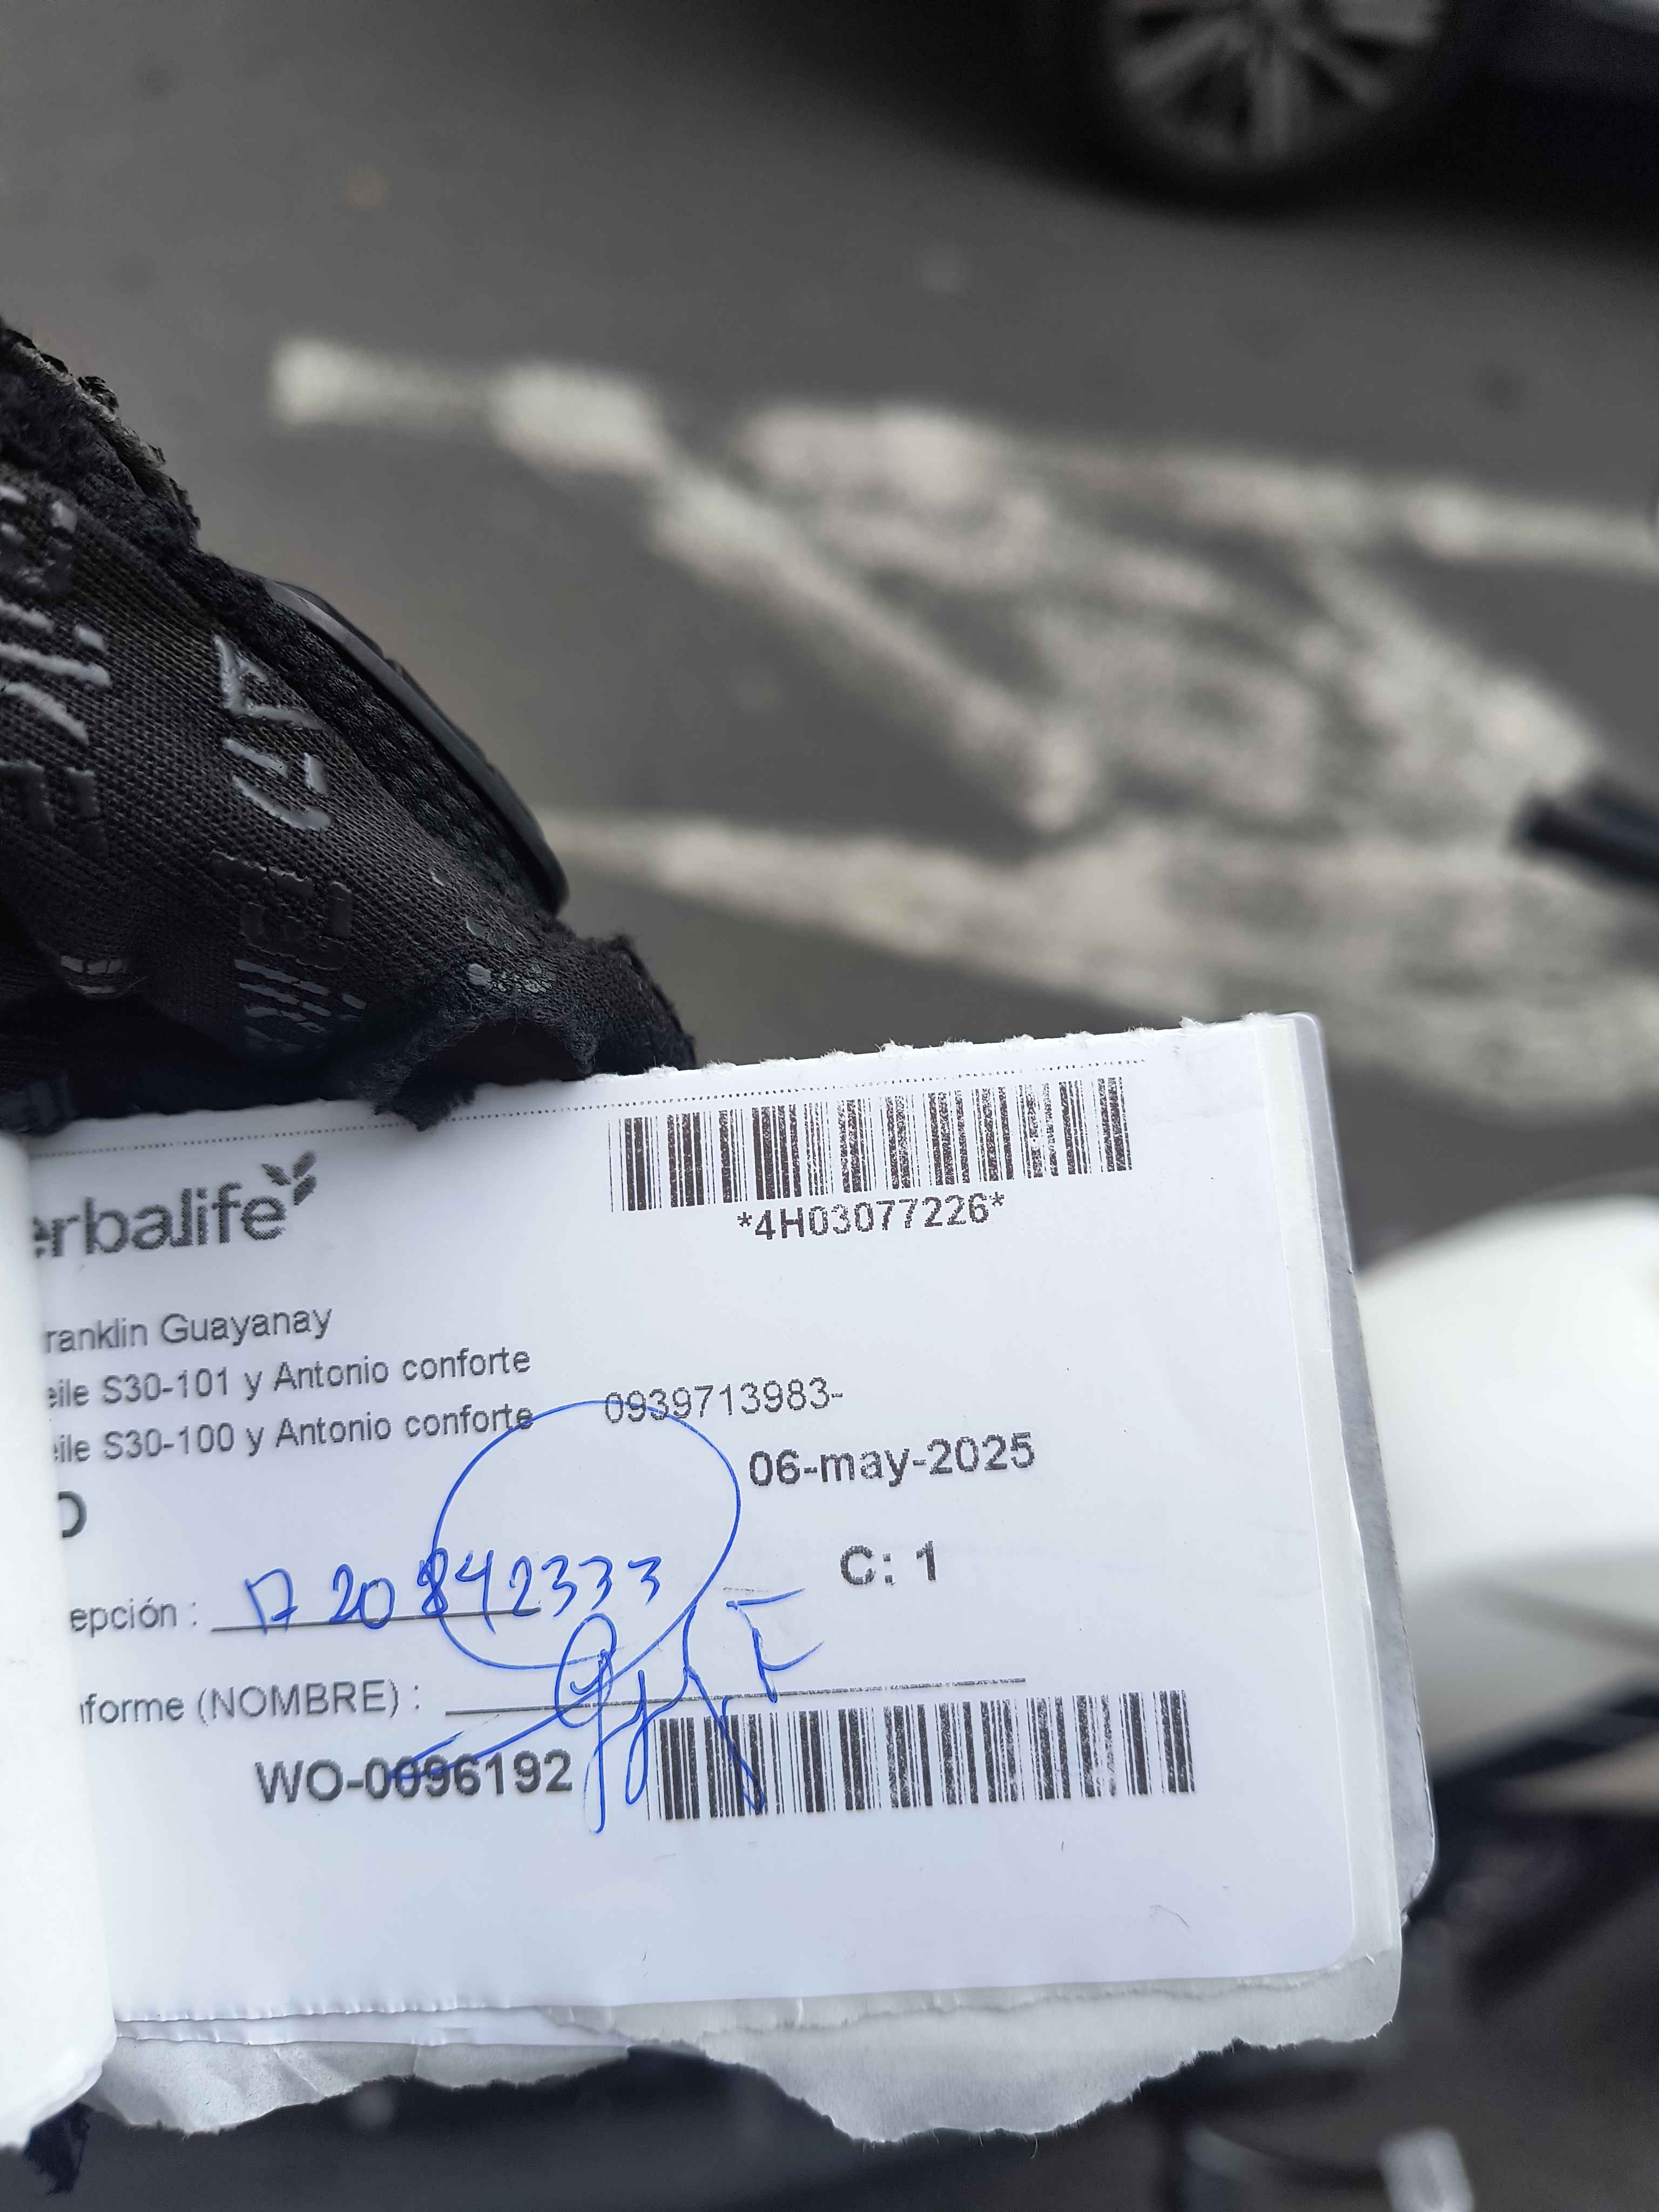 erbalife
*4H03077226*
ranklin Guayanay
eile S30-101 y Antonio conforte
eile S30-100 y Antonio conforte
0939713983-
06-may-2025
O
C: 1
epción : 1720842333
forme (NOMBRE) :
WO-0096192